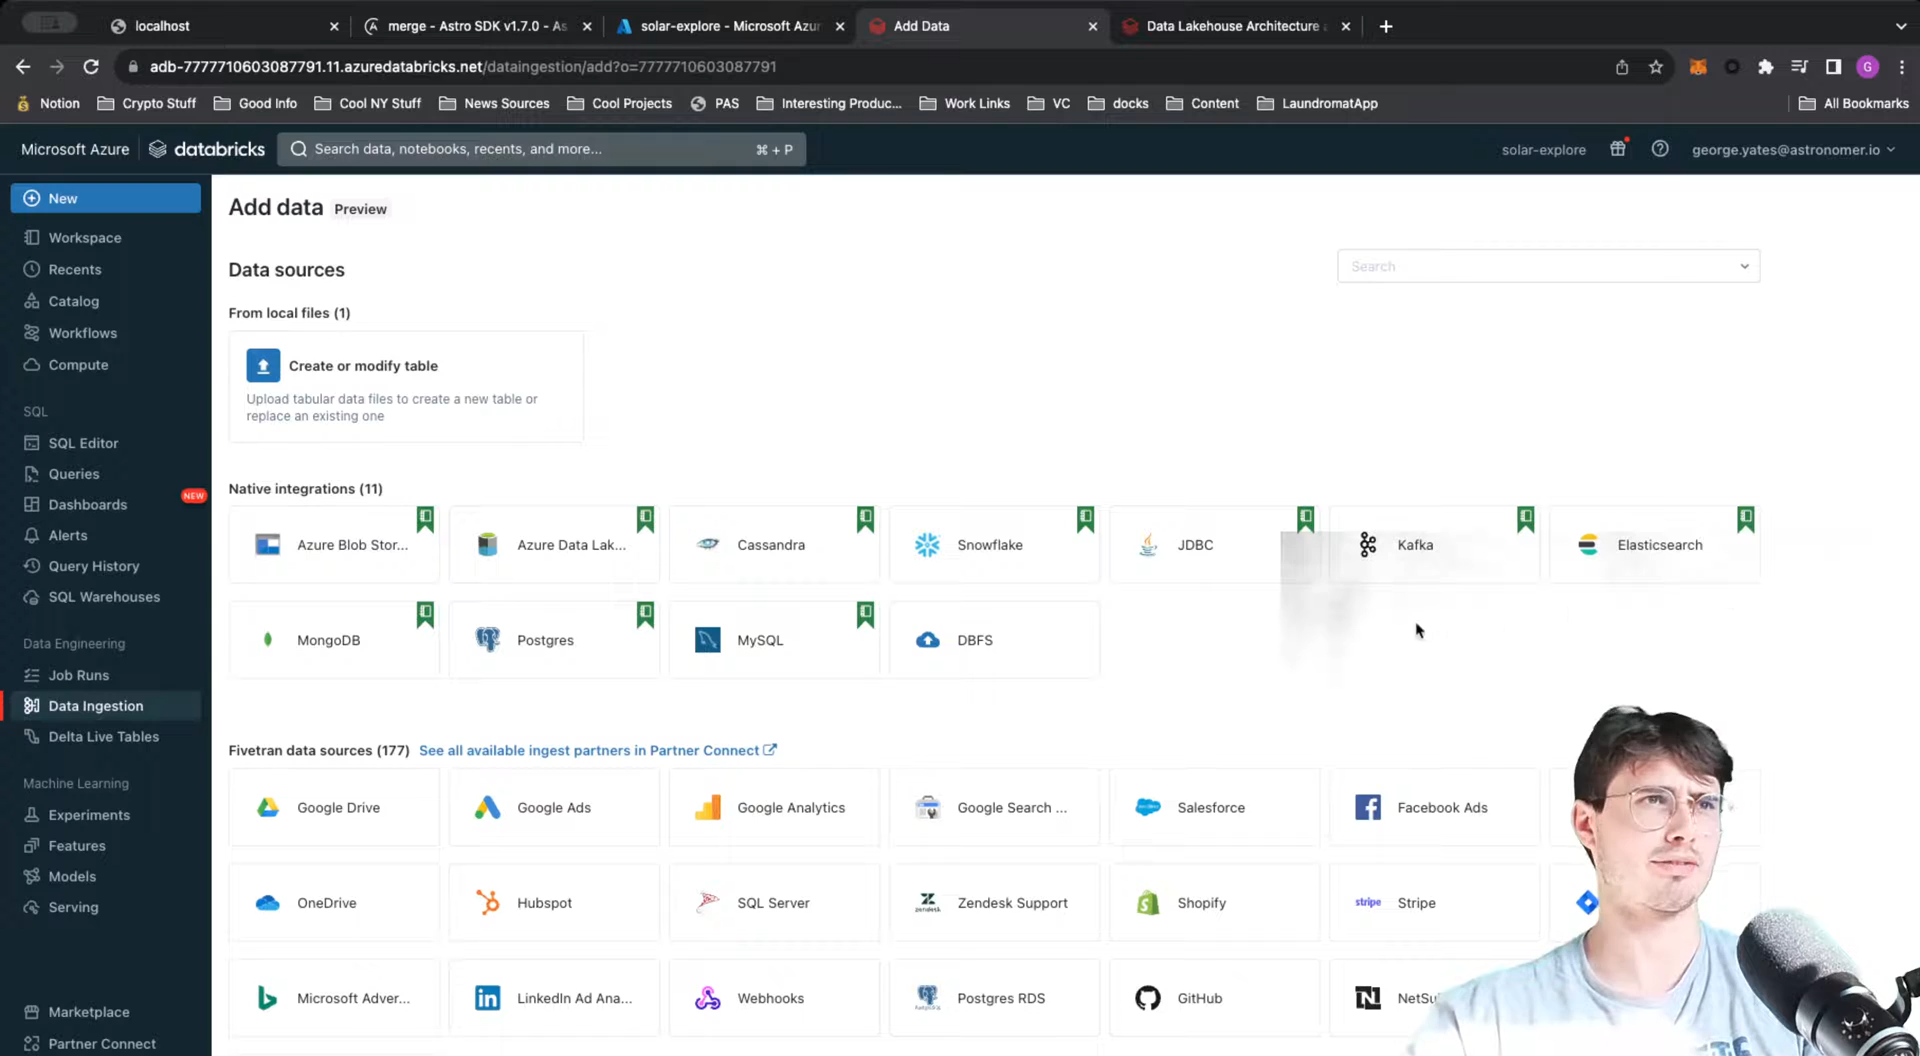 localhost
merge - Astro SDK v1.7.0 - As
solar-explore - Microsoft Azur
Add Data
Data Lakehouse Architecture a
adb-7777710603087791.11.azuredatabricks.net/dataingestion/add?o=7777710603087791
G
Notion
Crypto Stuff
Good Info
Cool NY Stuff
News Sources
Cool Projects
PAS
Interesting Produc...
Work Links
VC
docks
Content
LaundromatApp
All Bookmarks
Microsoft Azure
databricks
Search data, notebooks, recents, and more...
⌘ + P
solar-explore
george.yates@astronomer.io
New
Workspace
Recents
Catalog
Workflows
Compute
SQL
SQL Editor
Queries
Dashboards
NEW
Alerts
Query History
SQL Warehouses
Data Engineering
Job Runs
Data Ingestion
Delta Live Tables
Machine Learning
Experiments
Features
Models
Serving
Marketplace
Partner Connect
Add data
Preview
Data sources
Search
From local files (1)
Create or modify table
Upload tabular data files to create a new table or
replace an existing one
Native integrations (11)
Azure Blob Stor...
Azure Data Lak...
Cassandra
Snowflake
JDBC
Kafka
Elasticsearch
MongoDB
Postgres
MySQL
DBFS
Fivetran data sources (177)
See all available ingest partners in Partner Connect
Google Drive
Google Ads
Google Analytics
Google Search ...
Salesforce
Facebook Ads
OneDrive
Hubspot
SQL Server
zendesk
Zendesk Support
Shopify
stripe
Stripe
Microsoft Adver...
LinkedIn Ad Ana...
Webhooks
Postgres RDS
GitHub
NetSu